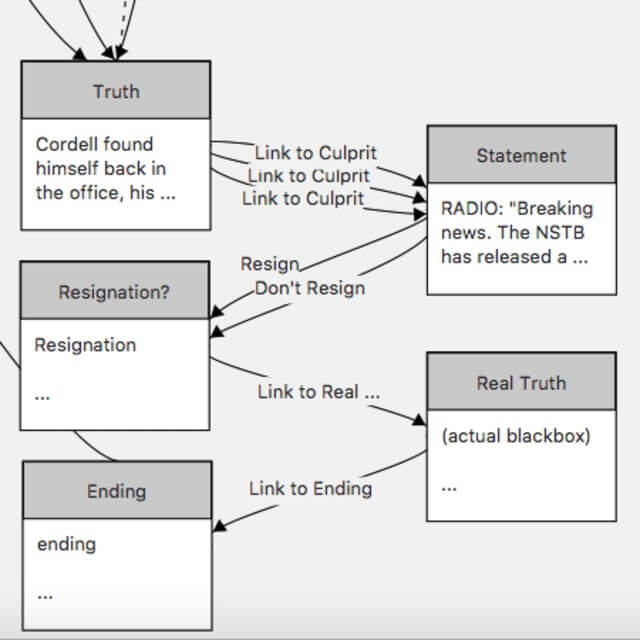 Truth
Cordell found
himself back in
the office, his ...
Link to Culprit
Link to Culprit
Link to Culprit
Statement
RADIO: "Breaking
news. The NSTB
has released a ...
Resign
Don't Resign
Resignation?
Resignation
...
Link to Real ...
Real Truth
(actual blackbox)
...
Link to Ending
Ending
ending
...